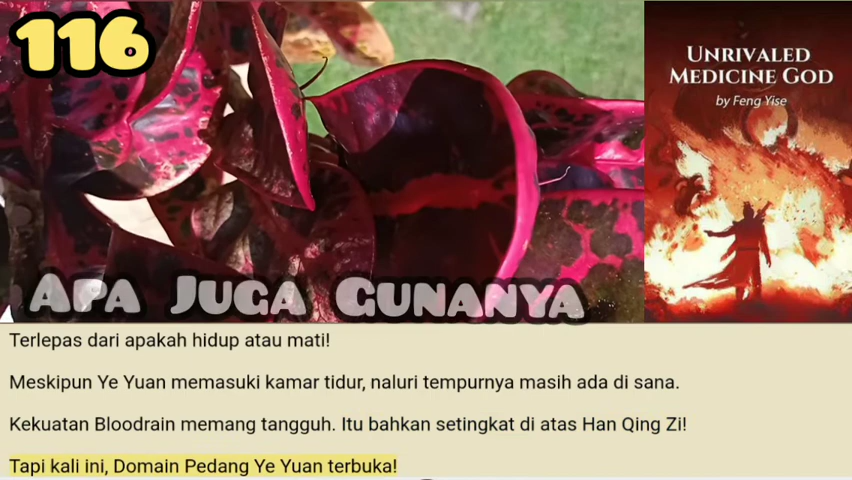 116
UNRIVALED
MEDICINE GOD
by Feng Yise
APA JUGA GUNANYA
Terlepas dari apakah hidup atau mati!
Meskipun Ye Yuan memasuki kamar tidur, naluri tempurnya masih ada di sana.
Kekuatan Bloodrain memang tangguh. Itu bahkan setingkat di atas Han Qing Zi!
Tapi kali ini, Domain Pedang Ye Yuan terbuka!